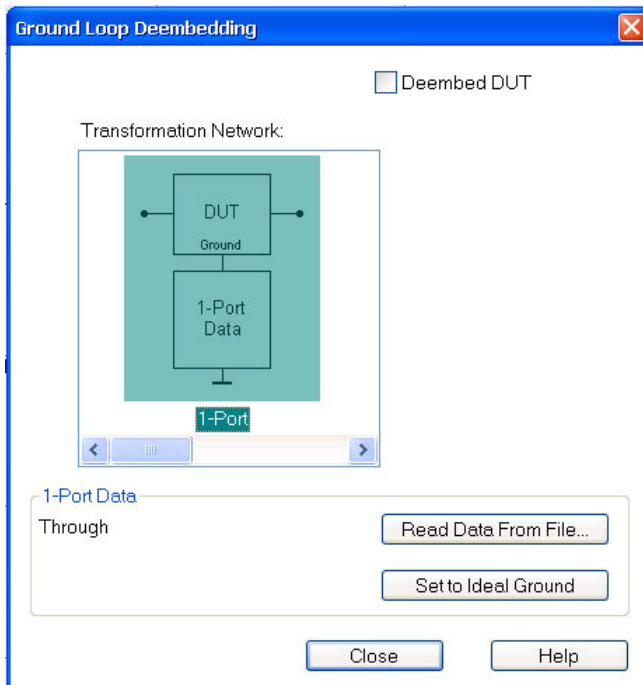 Ground Loop Deembedding
Deembed DUT
Transformation Network:
DUT
Ground
1-Port
Data
1-Port
1-Port Data
Through
Read Data From File...
Set to Ideal Ground
Close
Help